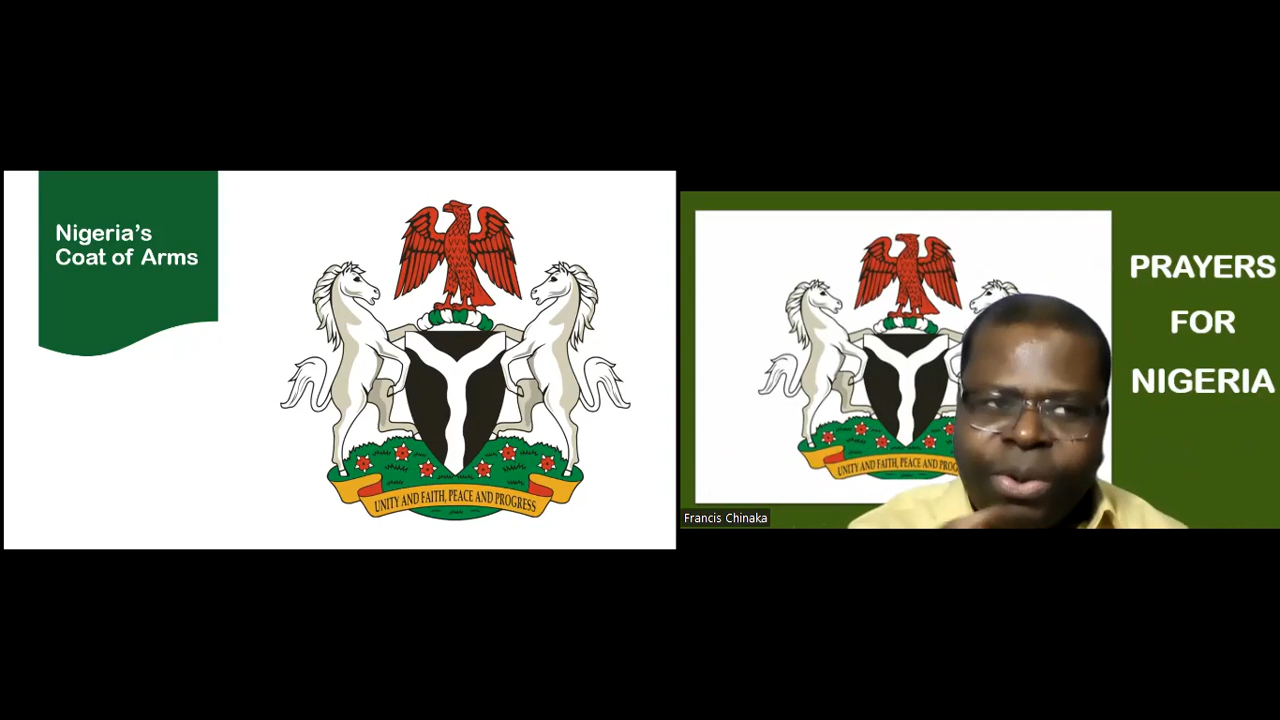 Nigeria's
Coat of Arms
UNITY AND FAITH, PEACE AND PROGRESS
PRAYERS
FOR
NIGERIA
UNITY AND FAITH, PEACE AND PROG
Francis Chinaka